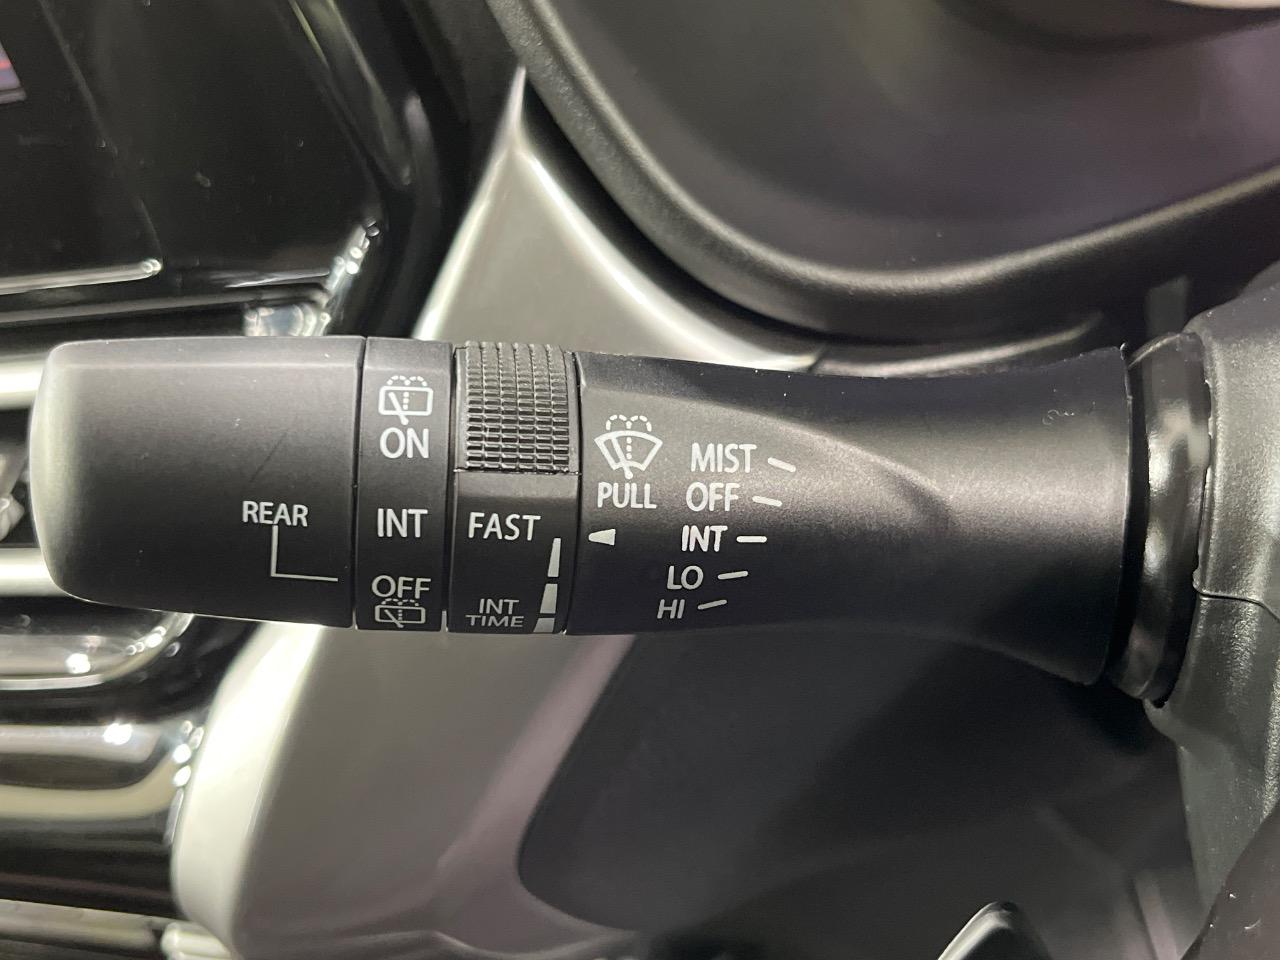 REAR
ON
INT
OFF
FAST
INT
TIME
PULL
MIST
OFF
INT
LO
HI